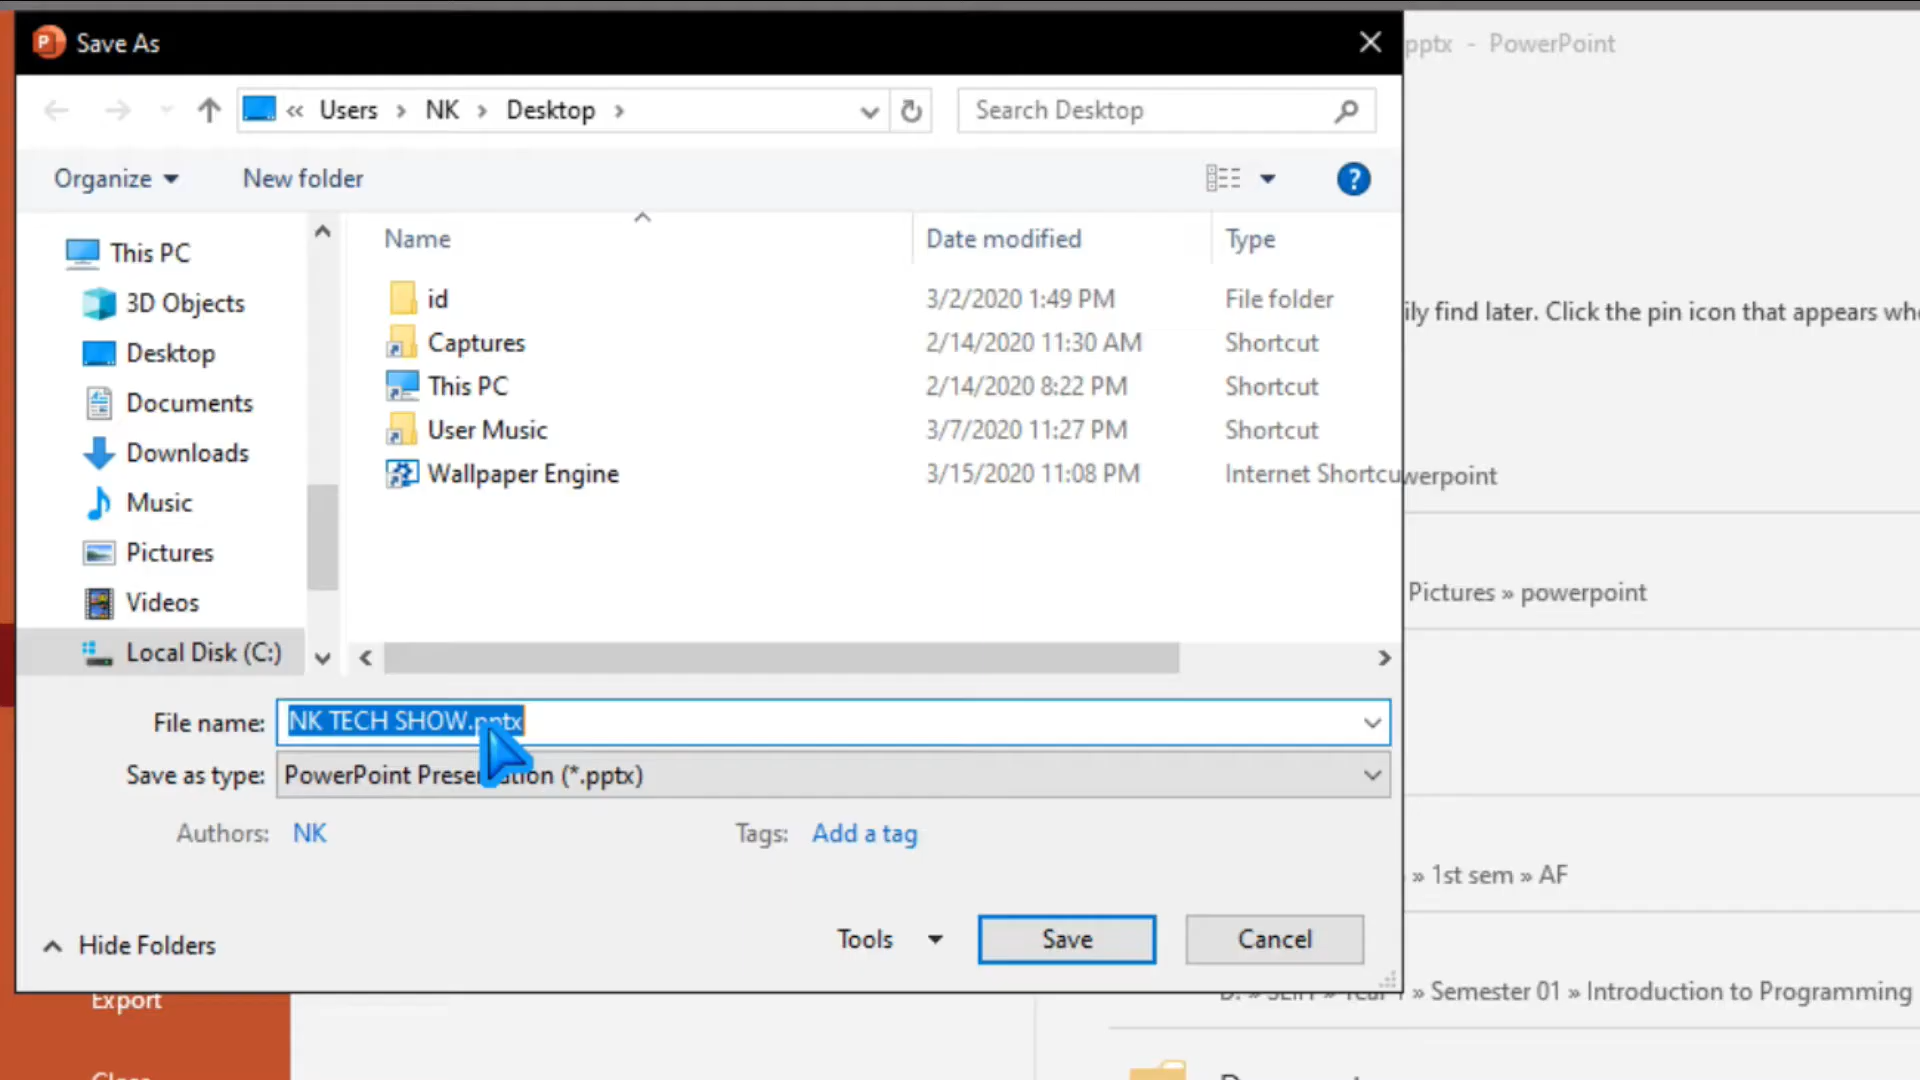 Save As
pptx - PowerPoint
« Users › NK › Desktop ›
Search Desktop
Organize
New folder
?
Name
Date modified
Type
This PC
3D Objects
Desktop
Documents
Downloads
Music
Pictures
Videos
Local Disk (C:)
id 3/2/2020 1:49 PM File folder
Captures 2/14/2020 11:30 AM Shortcut
This PC 2/14/2020 8:22 PM Shortcut
User Music 3/7/2020 11:27 PM Shortcut
Wallpaper Engine 3/15/2020 11:08 PM Internet Shortcu
ily find later. Click the pin icon that appears whe
werpoint
Pictures » powerpoint
» 1st sem » AF
» Semester 01 » Introduction to Programming
File name: NK TECH SHOW.pptx
Save as type: PowerPoint Presentation (*.pptx)
Authors: NK
Tags: Add a tag
Hide Folders
Tools
Save
Cancel
Export